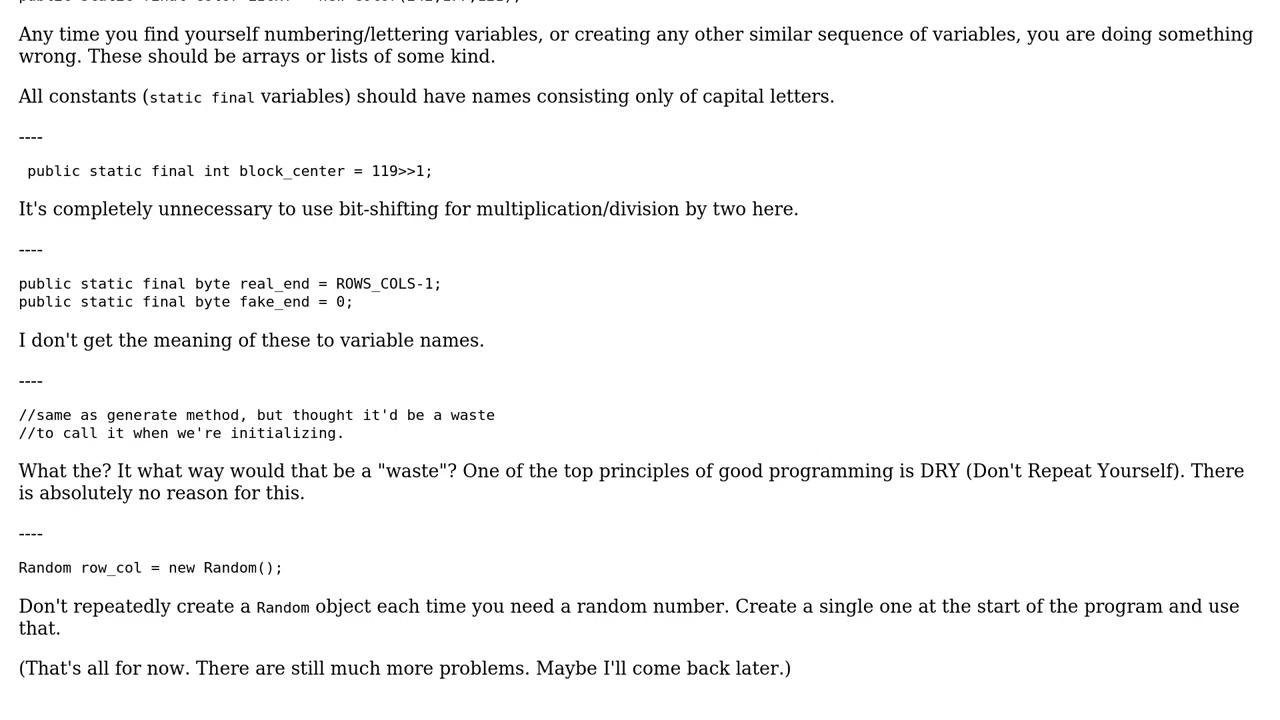 Any time you find yourself numbering/lettering variables, or creating any other similar sequence of variables, you are doing something
wrong. These should be arrays or lists of some kind.
All constants (static final variables) should have names consisting only of capital letters.
----
public static final int block_center = 119>>1;
It's completely unnecessary to use bit-shifting for multiplication/division by two here.
----
public static final byte real_end = ROWS_COLS-1;
public static final byte fake_end = 0;
I don't get the meaning of these to variable names.
----
//same as generate method, but thought it'd be a waste
//to call it when we're initializing.
What the? It what way would that be a "waste"? One of the top principles of good programming is DRY (Don't Repeat Yourself). There
is absolutely no reason for this.
----
Random row_col = new Random();
Don't repeatedly create a Random object each time you need a random number. Create a single one at the start of the program and use
that.
(That's all for now. There are still much more problems. Maybe I'll come back later.)